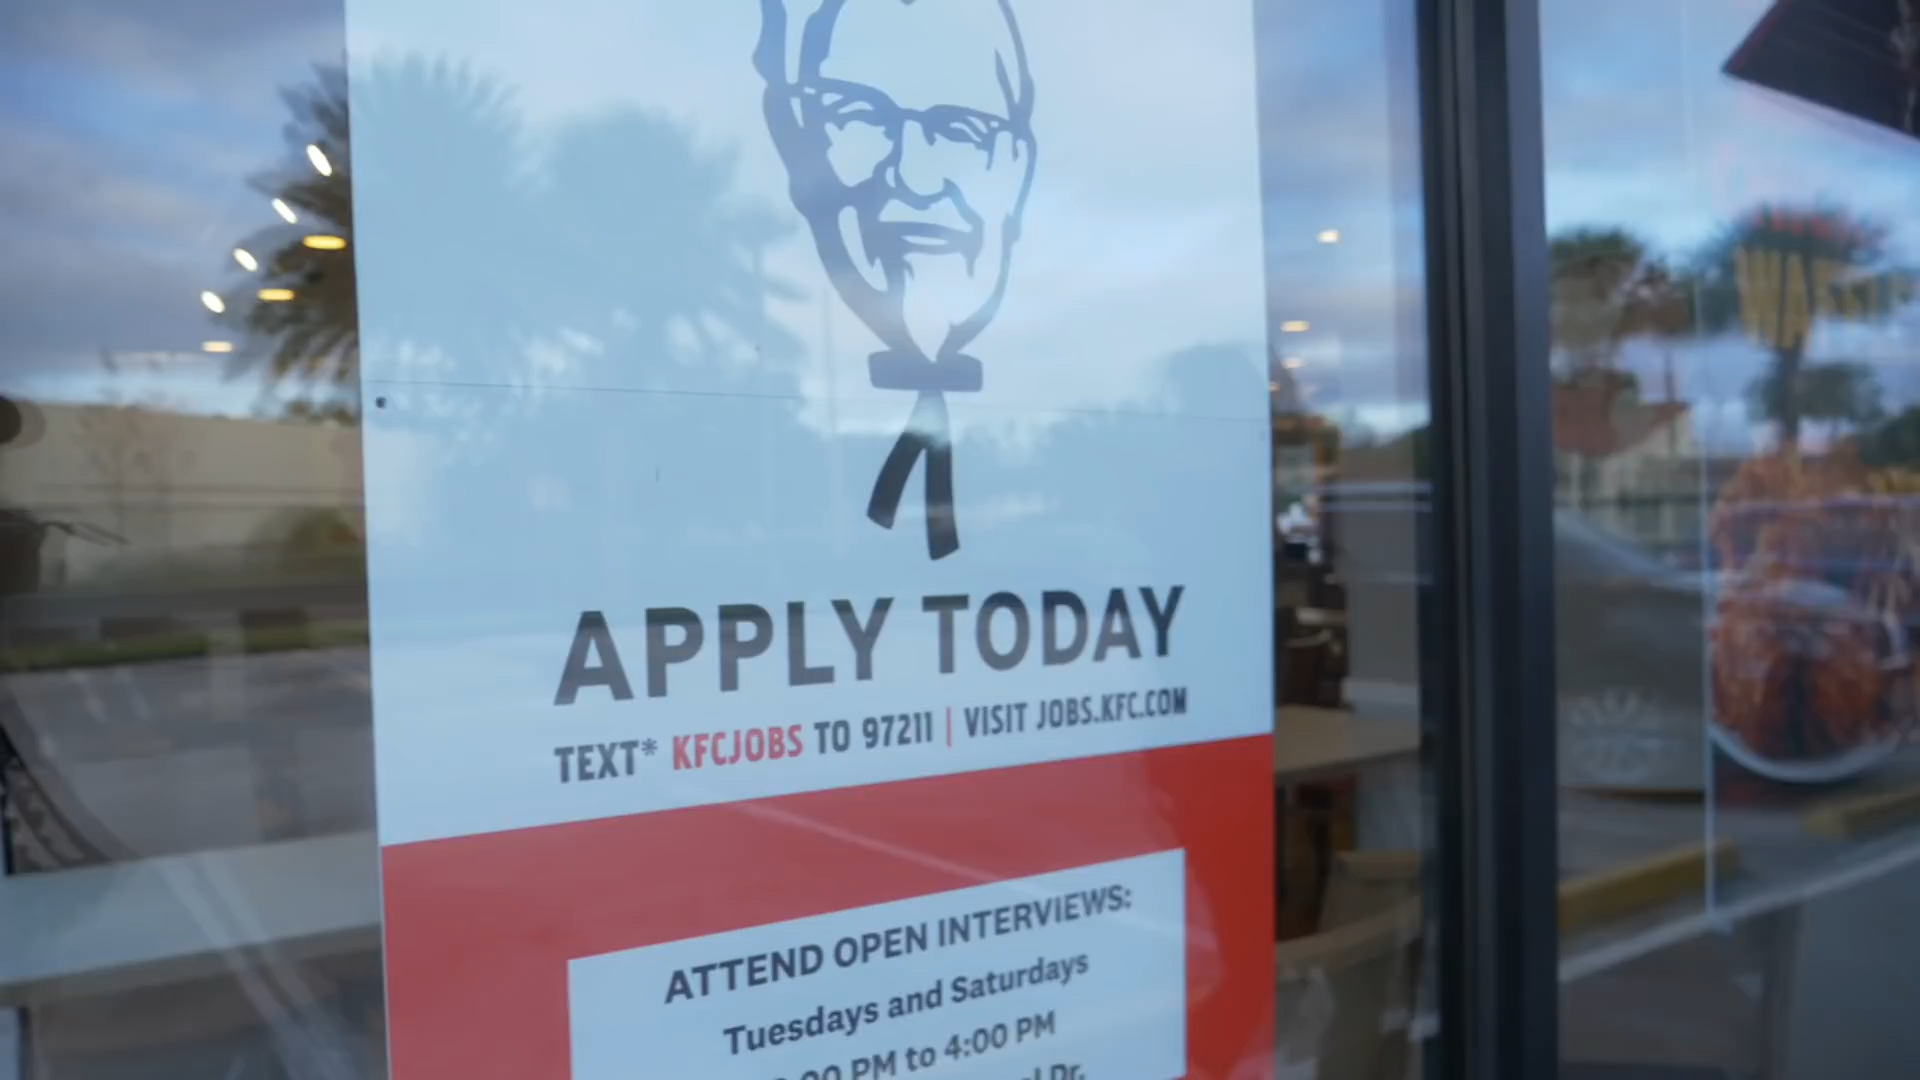 APPLY TODAY
TEXT* KFCJOBS TO 97211 | VISIT JOBS.KFC.COM
ATTEND OPEN INTERVIEWS:
Tuesdays and Saturdays
PM to 4:00 PM
Dr.